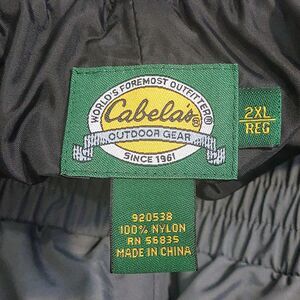 WORLD'S FOREMOST OUTFITTER®
Cabela's®
OUTDOOR GEAR
SINCE 1961
2XL
REG
920538
100% NYLON
RN 56835
MADE IN CHINA